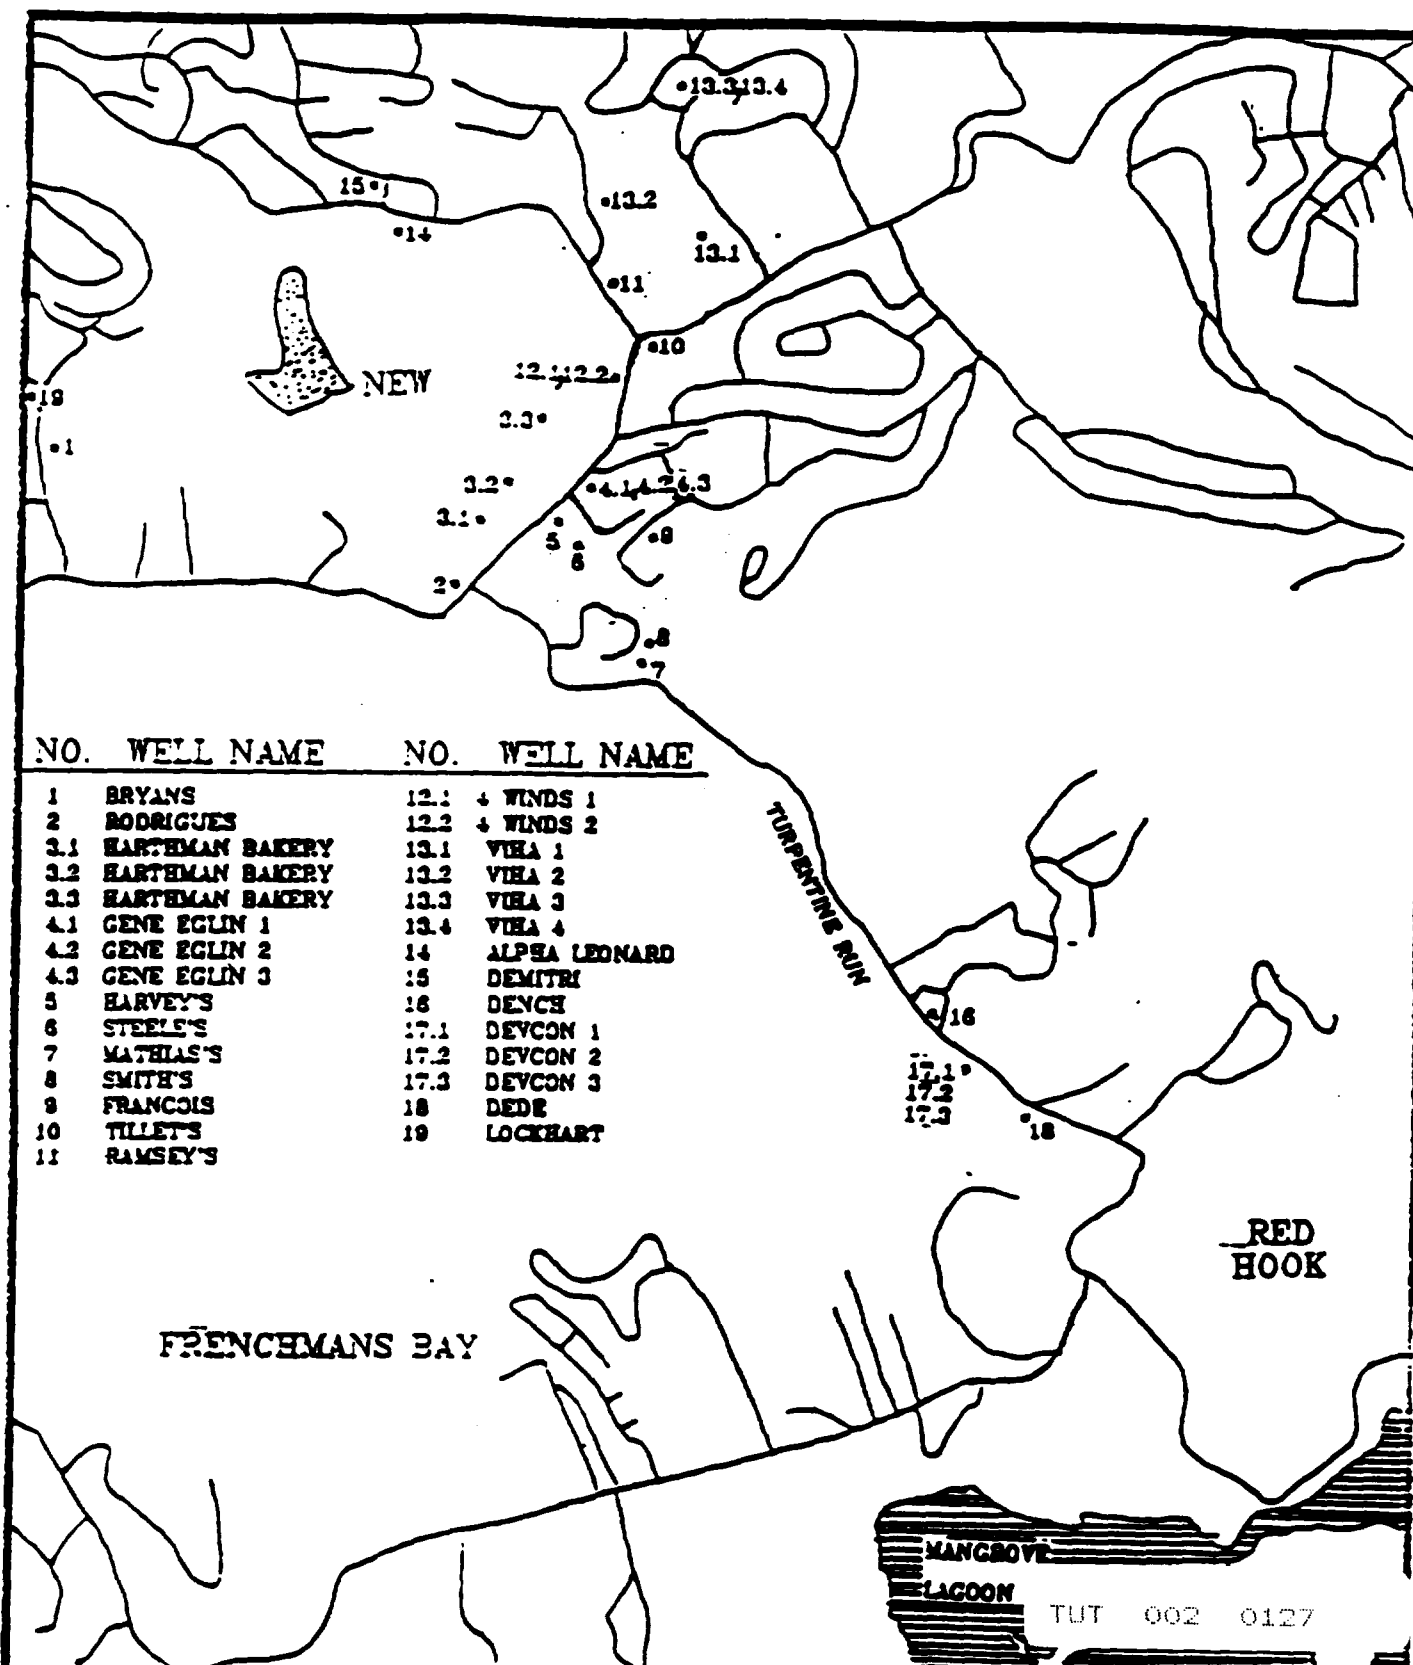 13.3,13.4
15
13.2
14
13.1
11
10
NEW
12.1,12.2
19
3.3
1
3.2
4.1,4.2,4.3
3.1
5
9
6
2
8
7
NO. WELL NAME NO. WELL NAME
1 BRYANS 12.1 4 WINDS 1
2 RODRIGUES 12.2 4 WINDS 2
3.1 HARTHMAN BAKERY 13.1 VIHA 1
3.2 HARTHMAN BAKERY 13.2 VIHA 2
3.3 HARTHMAN BAKERY 13.3 VIHA 3
4.1 GENE EGLIN 1 13.4 VIHA 4
4.2 GENE EGLIN 2 14 ALPHA LEONARD
4.3 GENE EGLIN 3 15 DEMITRI
5 HARVEY'S 16 DENCH
6 STEELE'S 17.1 DEVCON 1
7 MATHIAS'S 17.2 DEVCON 2
8 SMITH'S 17.3 DEVCON 3
9 FRANCOIS 18 DEDE
10 TILLET'S 19 LOCKHART
11 RAMSEY'S
TURPENTINE RUN
16
17.1
17.2
17.3
18
RED
HOOK
FRENCHMANS BAY
MANGROVE
LAGOON
TUT 002 0127